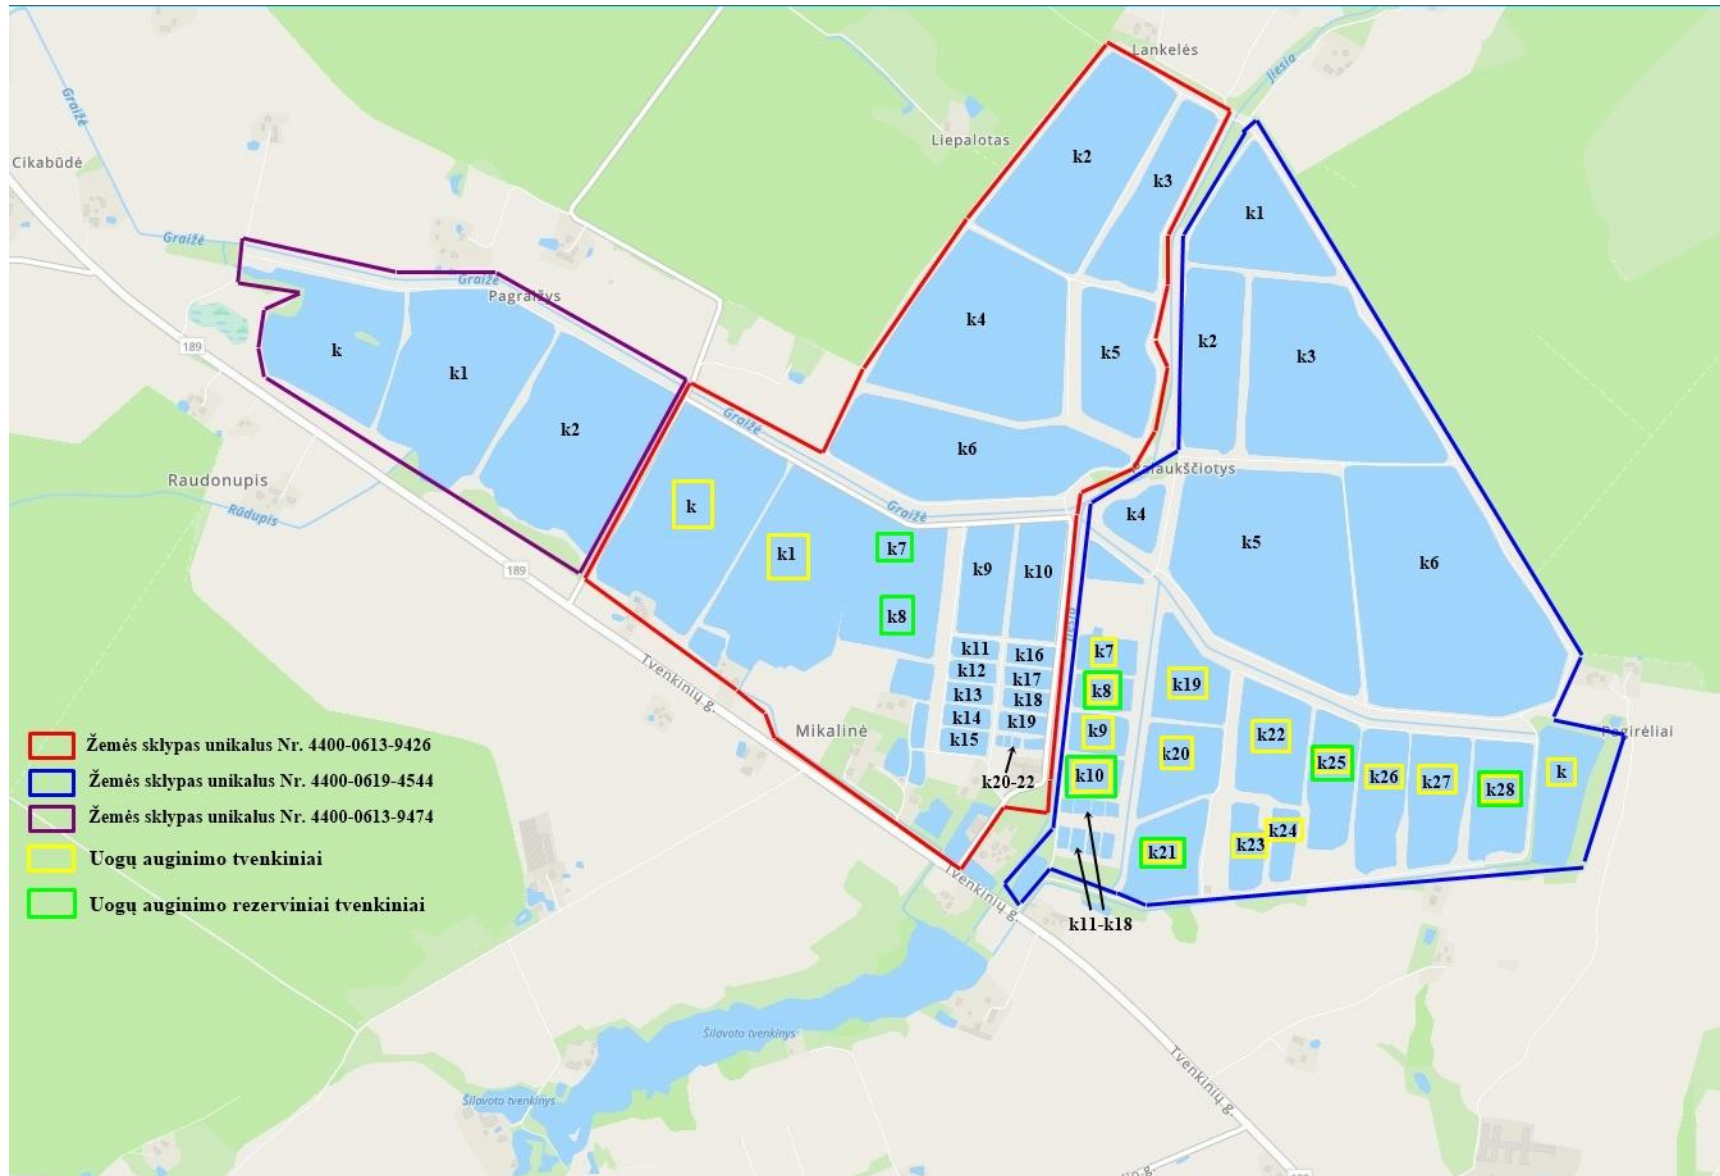 Lankelės
Jiesia
Graižė
Liepalotas
Cikabūdė
k2
k3
k1
Graižė
Graižė
Pagraižys
k4
k5
k2
k3
189
k
k1
k2
Graižė
k6
Palaukščiotys
Raudonupis
Rūdupis
k
k1
k7
Graižė
k4
k5
k6
189
k9
k10
k8
Jiesia
k11
k16
k12
k17
k13
k18
k14
k19
k15
k20-22
k7
k8
k9
k10
k19
k20
k22
k25
k26
k27
k28
k
Pagirėliai
k21
k23
k24
k11-k18
Tvenkinių g.
Mikalinė
Žemės sklypas unikalus Nr. 4400-0613-9426
Žemės sklypas unikalus Nr. 4400-0619-4544
Žemės sklypas unikalus Nr. 4400-0613-9474
Uogų auginimo tvenkiniai
Uogų auginimo rezerviniai tvenkiniai
Tvenkinių g.
Šilavoto tvenkinys
Šilavoto tvenkinys
Tvenkinių g.